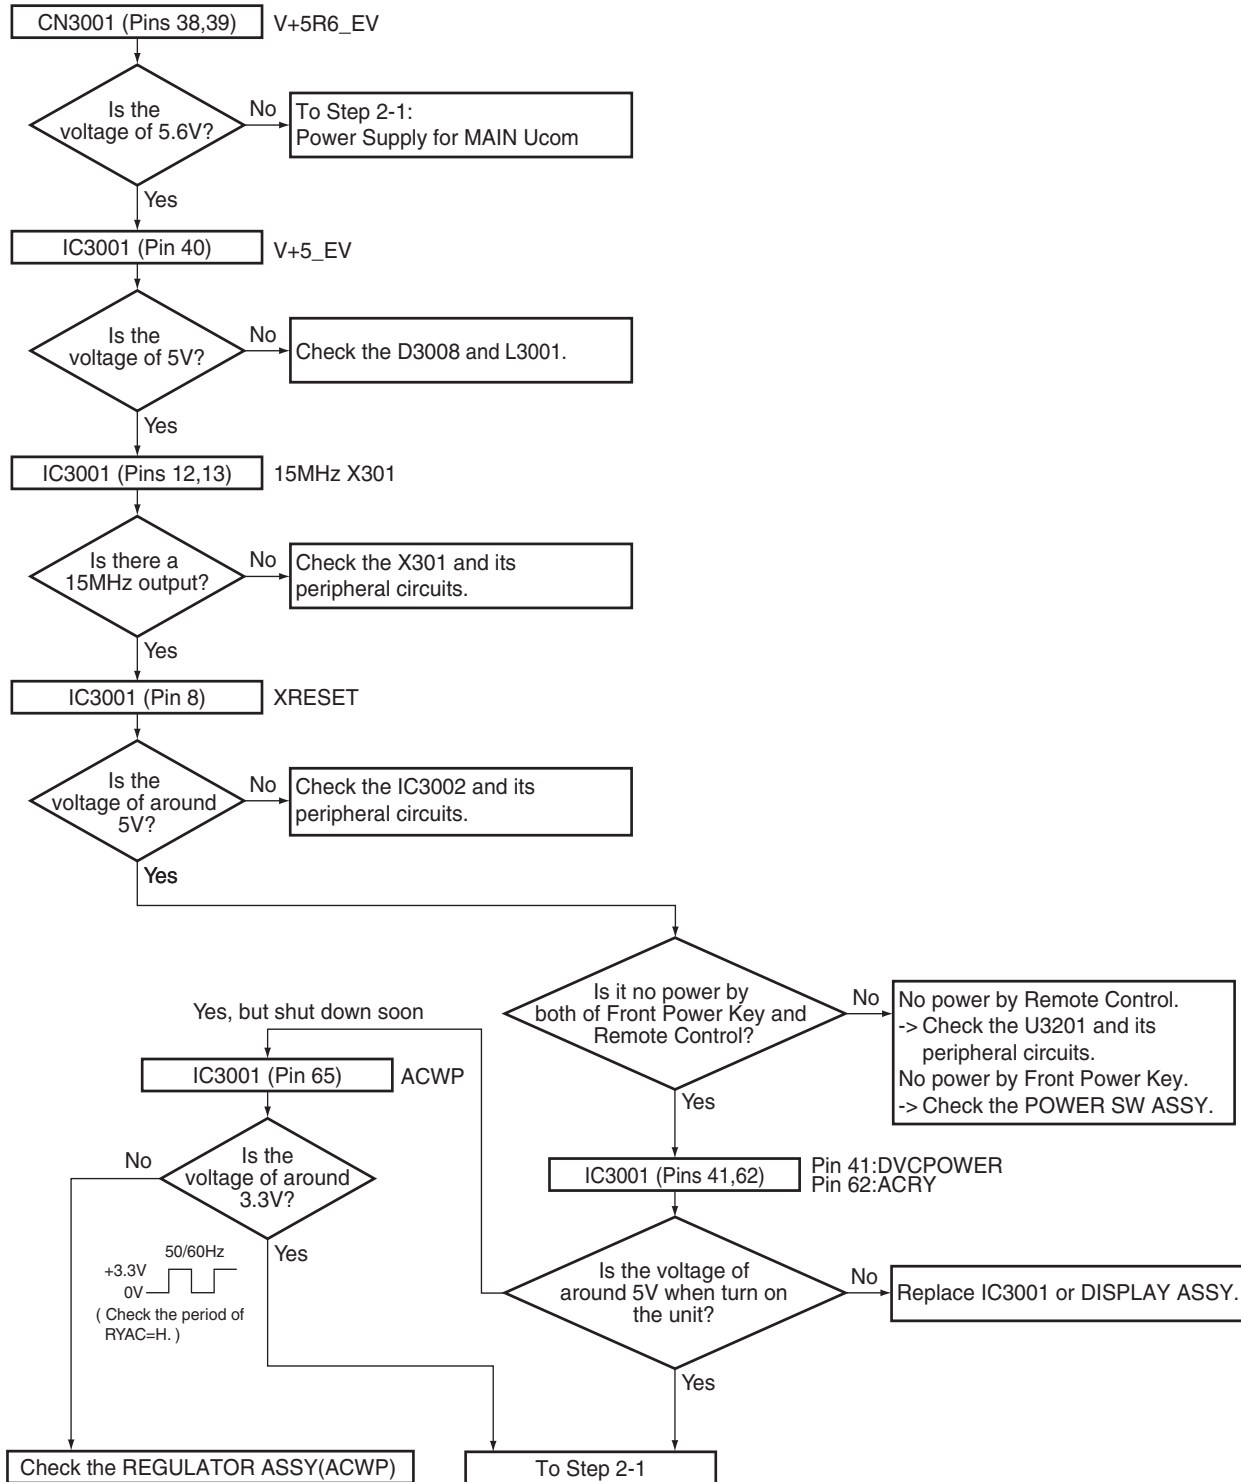 CN3001 (Pins 38,39) V+5R6_EV
Is the
voltage of 5.6V?
No
To Step 2-1:
Power Supply for MAIN Ucom
Yes
IC3001 (Pin 40) V+5_EV
Is the
voltage of 5V?
No
Check the D3008 and L3001.
Yes
IC3001 (Pins 12,13) 15MHz X301
Is there a
15MHz output?
No
Check the X301 and its
peripheral circuits.
Yes
IC3001 (Pin 8) XRESET
Is the
voltage of around
5V?
No
Check the IC3002 and its
peripheral circuits.
Yes
Is it no power by
both of Front Power Key and
Remote Control?
No
No power by Remote Control.
-> Check the U3201 and its
peripheral circuits.
No power by Front Power Key.
-> Check the POWER SW ASSY.
Yes
IC3001 (Pins 41,62)
Pin 41:DVCPOWER
Pin 62:ACRY
Is the voltage of
around 5V when turn on
the unit?
No
Replace IC3001 or DISPLAY ASSY.
Yes
Yes, but shut down soon
IC3001 (Pin 65) ACWP
Is the
voltage of around
3.3V?
No
Yes
50/60Hz
+3.3V
0V
( Check the period of
RYAC=H. )
Check the REGULATOR ASSY(ACWP)
To Step 2-1